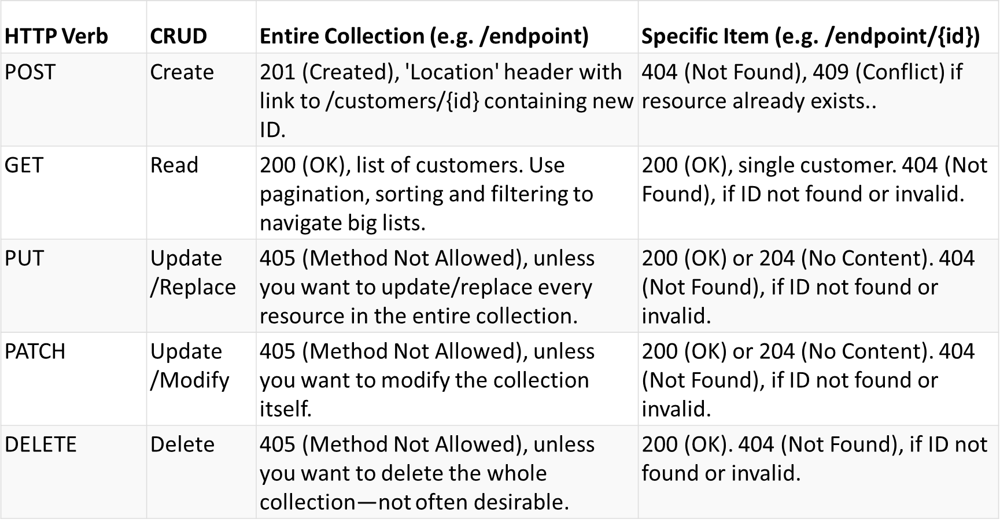 HTTP Verb
CRUD
Entire Collection (e.g. /endpoint)
Specific Item (e.g. /endpoint/{id})
POST
Create
201 (Created), 'Location' header with
link to /customers/{id} containing new
ID.
404 (Not Found), 409 (Conflict) if
resource already exists..
GET
Read
200 (OK), list of customers. Use
pagination, sorting and filtering to
navigate big lists.
200 (OK), single customer. 404 (Not
Found), if ID not found or invalid.
PUT
Update
/Replace
405 (Method Not Allowed), unless
you want to update/replace every
resource in the entire collection.
200 (OK) or 204 (No Content). 404
(Not Found), if ID not found or
invalid.
PATCH
Update
/Modify
405 (Method Not Allowed), unless
you want to modify the collection
itself.
200 (OK) or 204 (No Content). 404
(Not Found), if ID not found or
invalid.
DELETE
Delete
405 (Method Not Allowed), unless
you want to delete the whole
collection—not often desirable.
200 (OK). 404 (Not Found), if ID not
found or invalid.